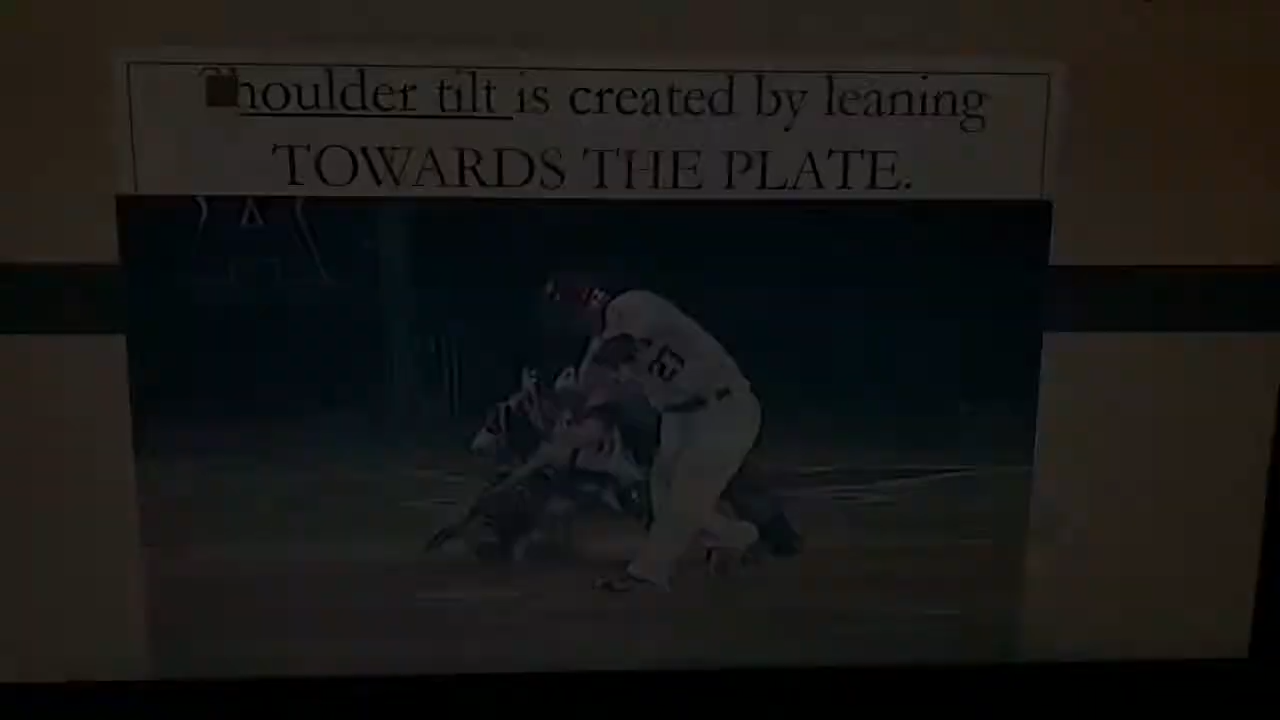 Shoulder tilt is created by leaning
TOWARDS THE PLATE.